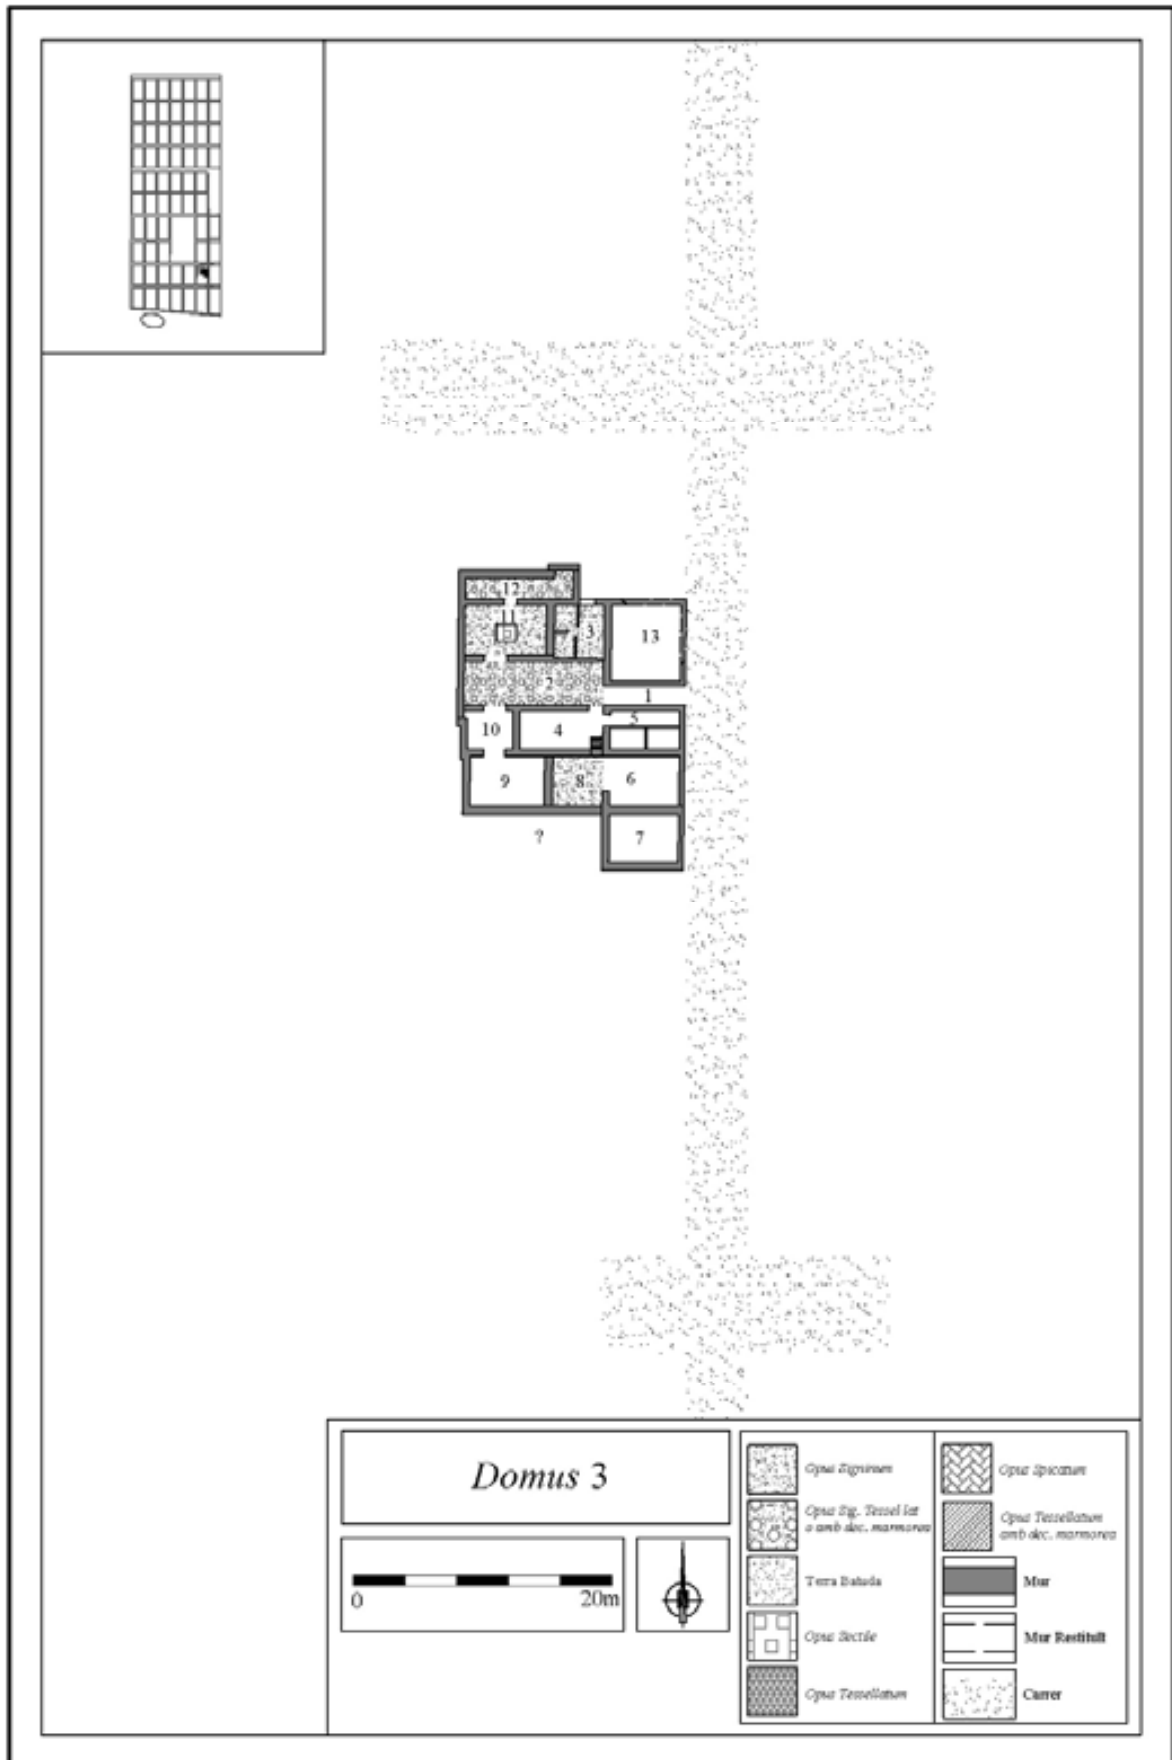 12
3
13
2
1
5
10
4
9
8
6
?
7
Domus 3
0 20m
Opus Signinum
Opus Sig. Tessel lat
o amb dec. marmorea
Terra Batuda
Opus Sectile
Opus Tessellatum
Opus Spicatum
Opus Tessellatum
amb dec. marmorea
Mur
Mur Restituït
Carrer